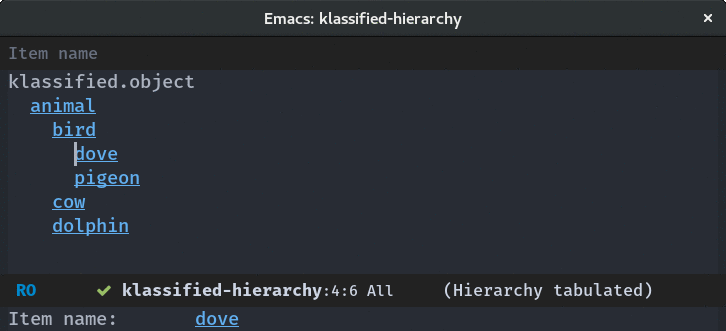 Emacs: klassified-hierarchy ×
Item name
klassified.object
animal
bird
dove
pigeon
cow
dolphin
RO ✔ klassified-hierarchy:4:6 All (Hierarchy tabulated)
Item name: dove